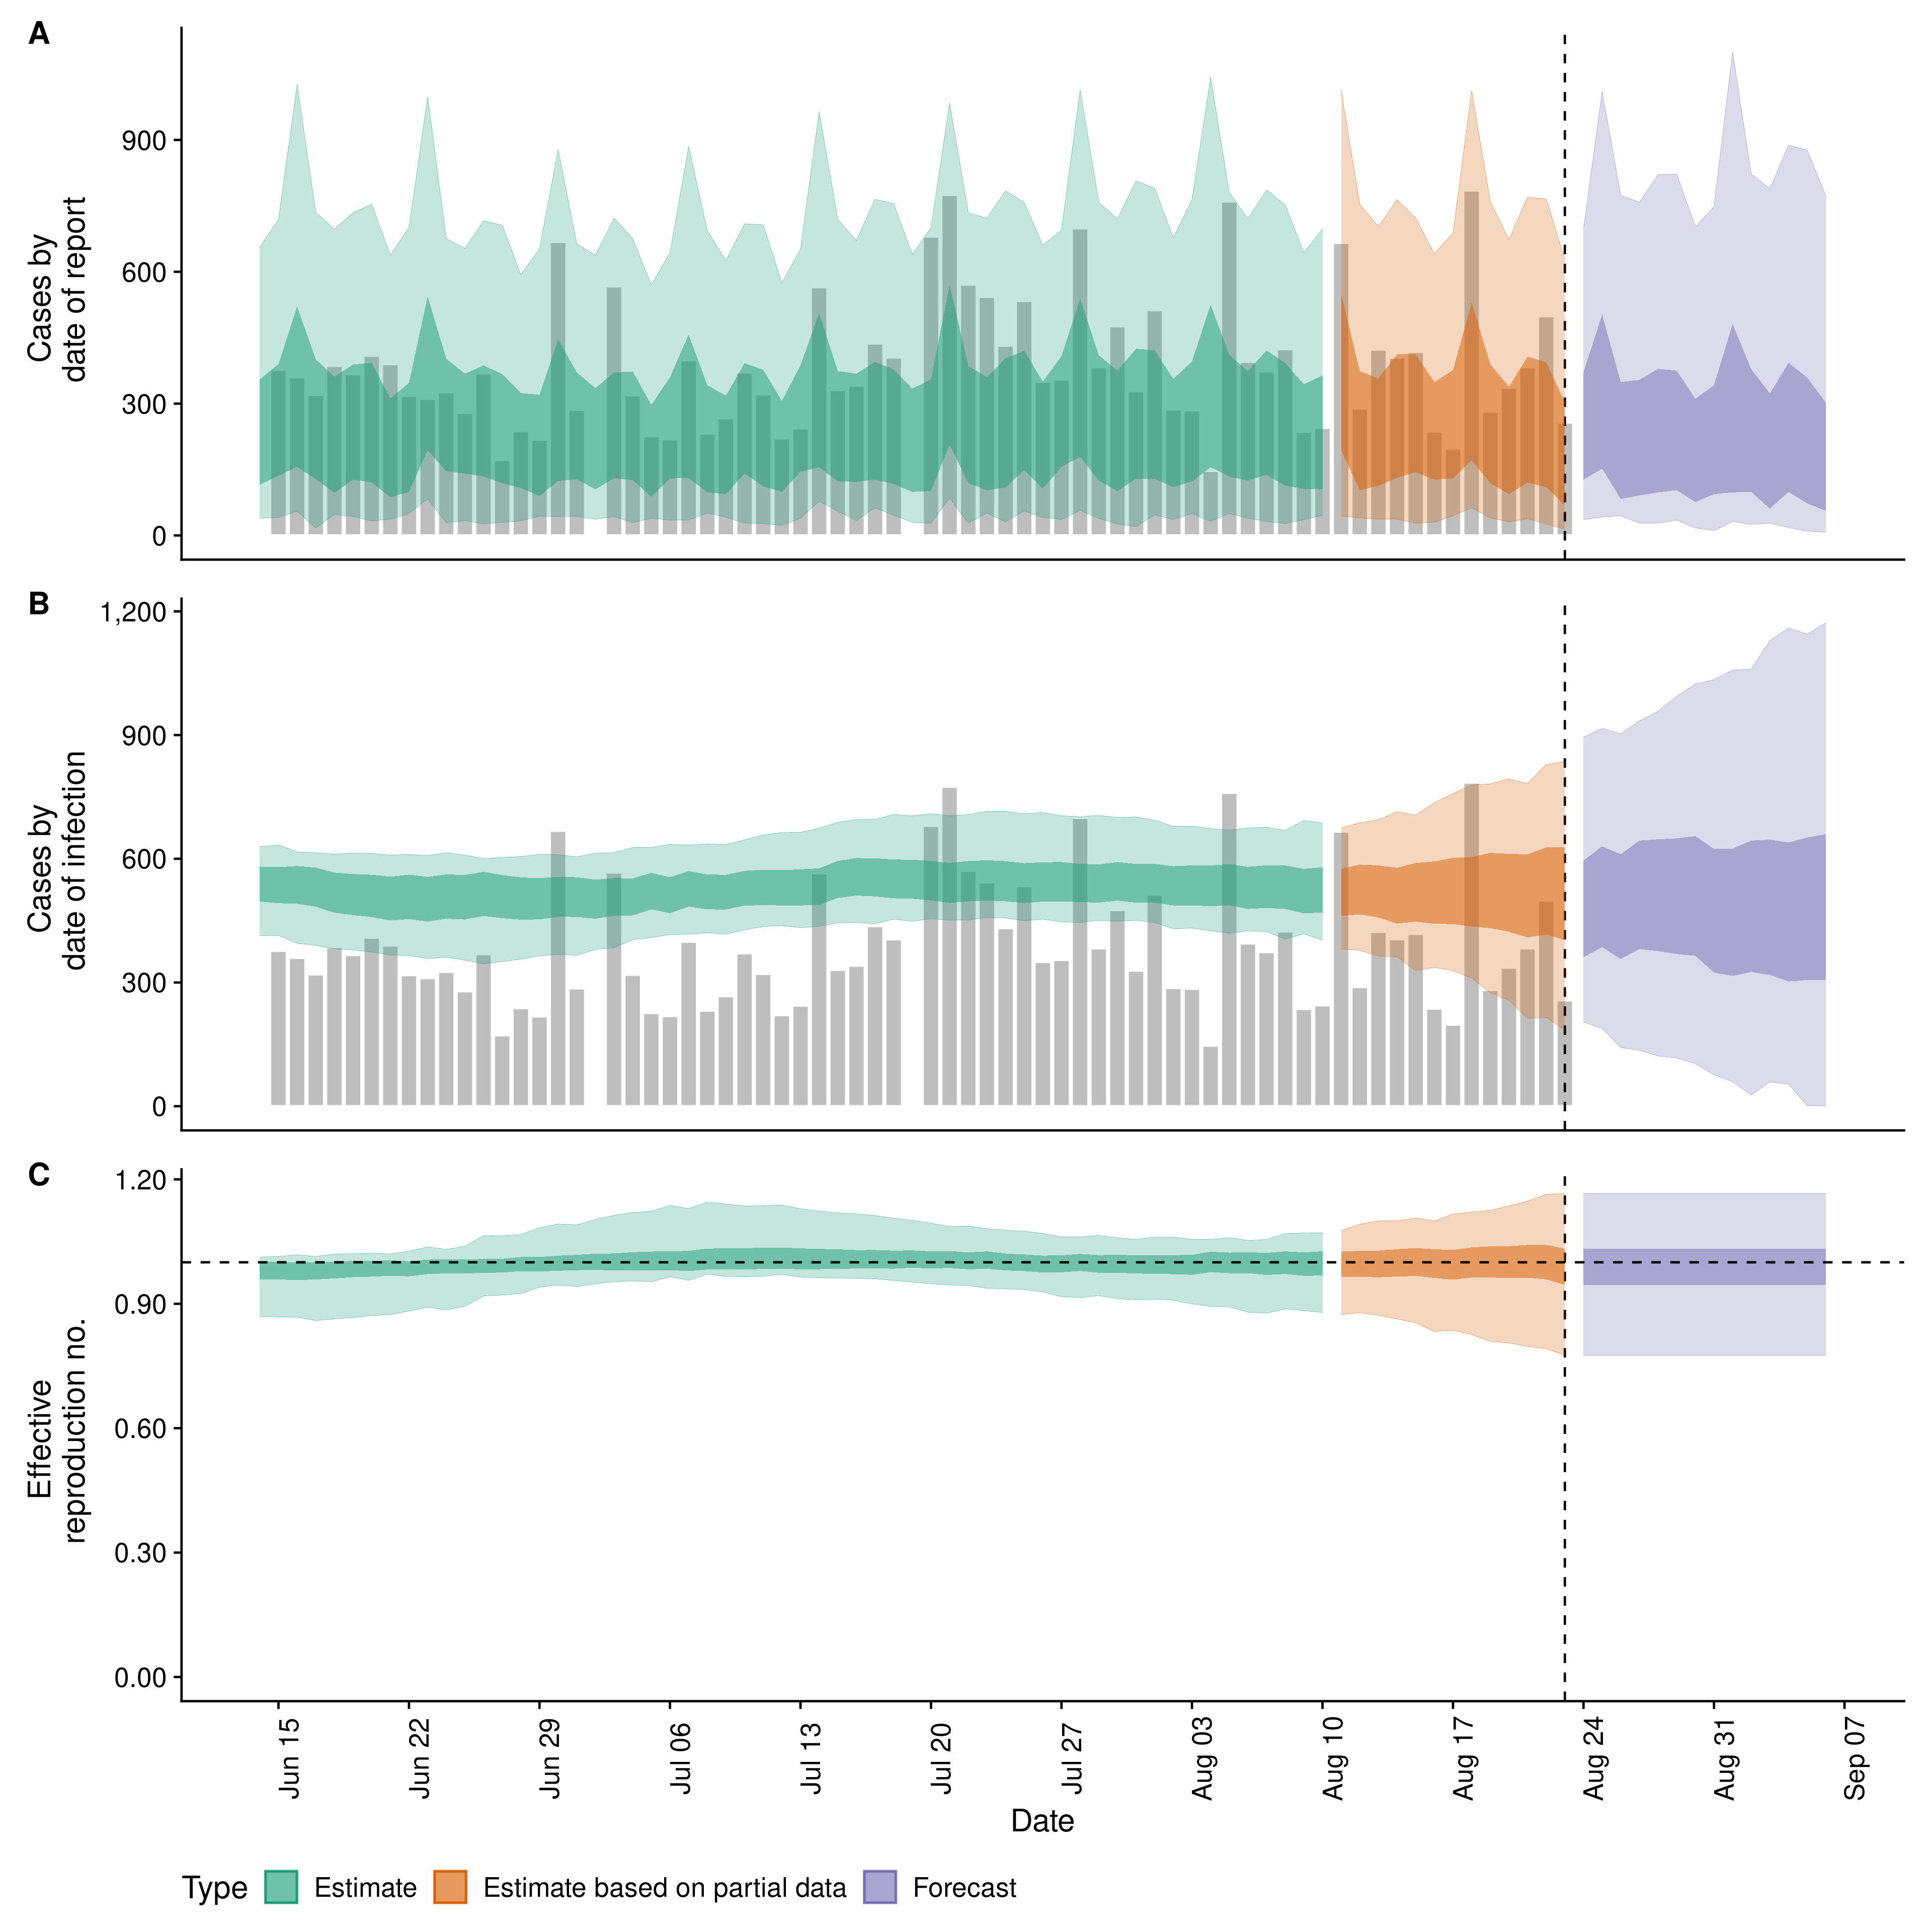 A
Cases by
date of report
900
600
300
0
B
Cases by
date of infection
1,200
900
600
300
0
C
Effective
reproduction no.
1.20
0.90
0.60
0.30
0.00
Jun 15
Jun 22
Jun 29
Jul 06
Jul 13
Jul 20
Jul 27
Aug 03
Aug 10
Aug 17
Aug 24
Aug 31
Sep 07
Date
Type
Estimate
Estimate based on partial data
Forecast